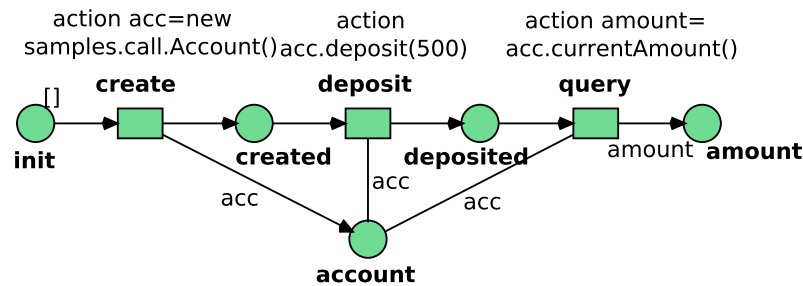 action acc=new
samples.call.Account()
action
acc.deposit(500)
action amount=
acc.currentAmount()
create
deposit
query
[]
init
created
deposited
amount
amount
acc
acc
acc
account